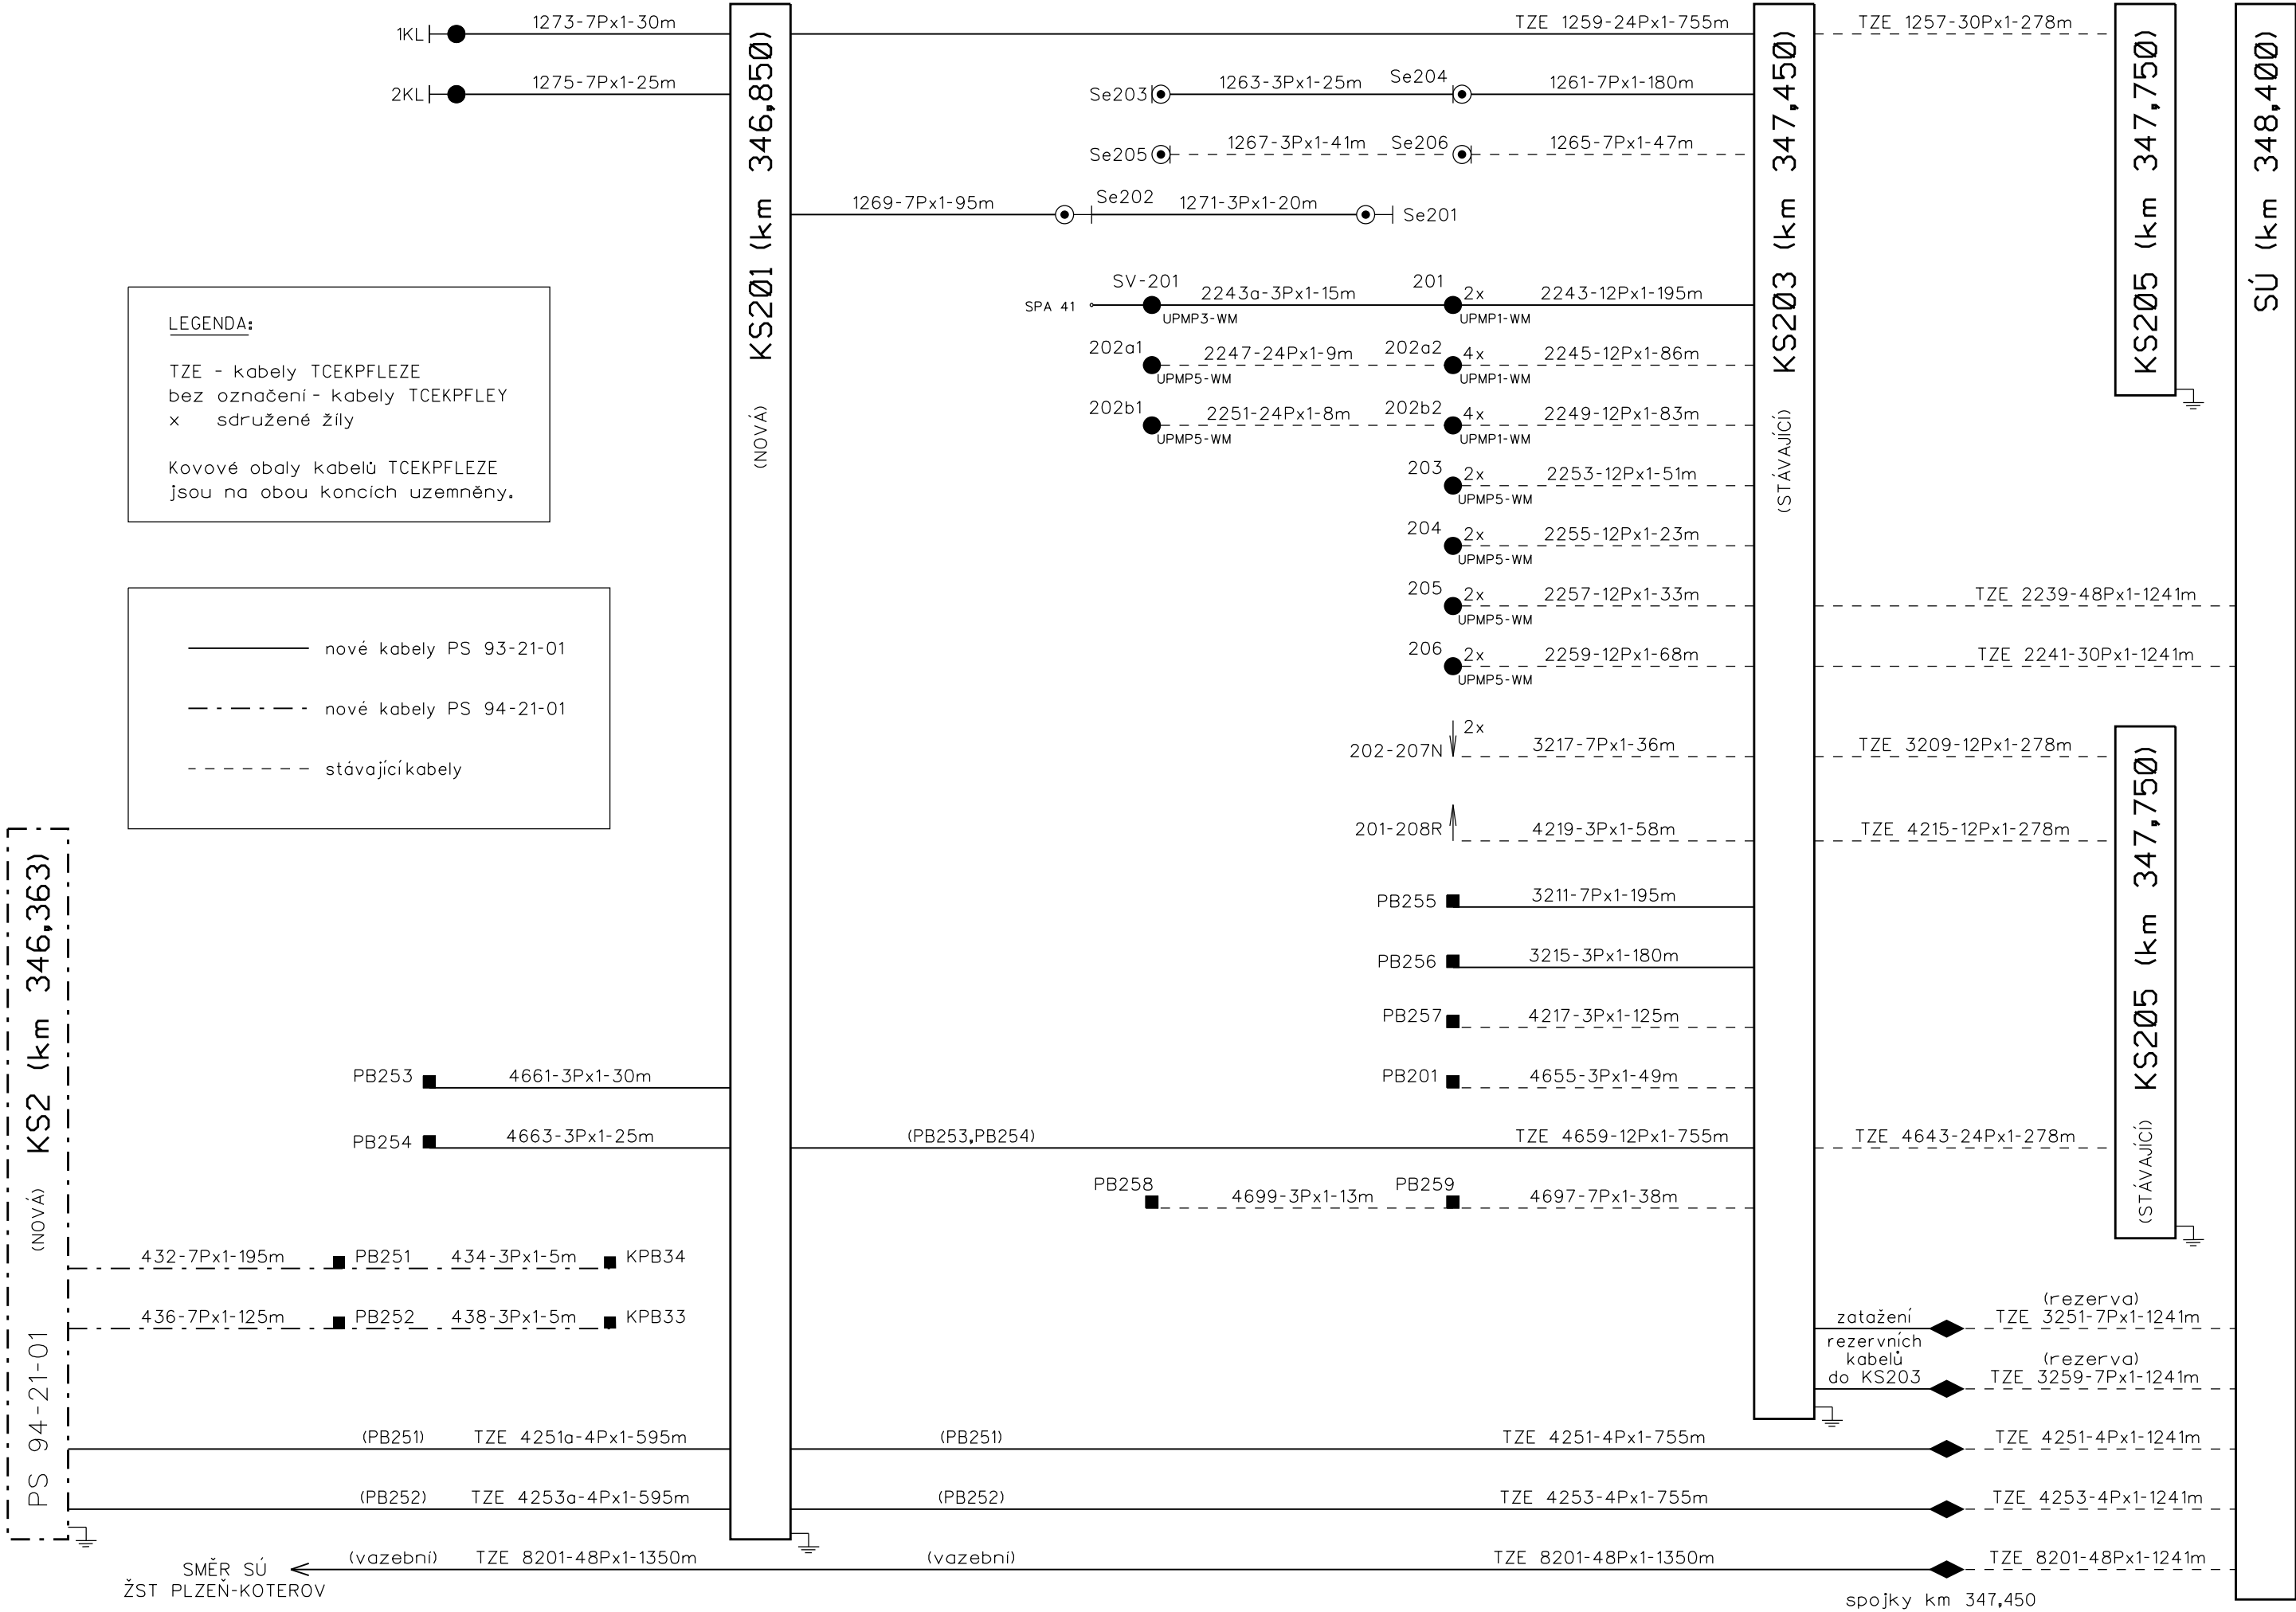 1KL
1273-7Px1-30m
TZE 1259-24Px1-755m
TZE 1257-30Px1-278m
2KL
1275-7Px1-25m
Se203
1263-3Px1-25m
Se204
1261-7Px1-180m
Se205
1267-3Px1-41m
Se206
1265-7Px1-47m
1269-7Px1-95m
Se202
1271-3Px1-20m
Se201
KS201 (km 346,850)
(NOVÁ)
KS203 (km 347,450)
(STÁVAJÍCÍ)
KS205 (km 347,750)
SÚ (km 348,400)
SPA 41
SV-201
UPMP3-WM
2243a-3Px1-15m
201
2x
UPMP1-WM
2243-12Px1-195m
202a1
UPMP5-WM
2247-24Px1-9m
202a2
4x
UPMP1-WM
2245-12Px1-86m
202b1
UPMP5-WM
2251-24Px1-8m
202b2
4x
UPMP1-WM
2249-12Px1-83m
203
2x
UPMP5-WM
2253-12Px1-51m
204
2x
UPMP5-WM
2255-12Px1-23m
205
2x
UPMP5-WM
2257-12Px1-33m
TZE 2239-48Px1-1241m
206
2x
UPMP5-WM
2259-12Px1-68m
TZE 2241-30Px1-1241m
LEGENDA:
TZE - kabely TCEKPFLEZE
bez označení - kabely TCEKPFLEY
x sdružené žíly
Kovové obaly kabelů TCEKPFLEZE
jsou na obou koncích uzemněny.
nové kabely PS 93-21-01
nové kabely PS 94-21-01
stávající kabely
202-207N
2x
3217-7Px1-36m
TZE 3209-12Px1-278m
201-208R
4219-3Px1-58m
TZE 4215-12Px1-278m
PB255
3211-7Px1-195m
PB256
3215-3Px1-180m
PB257
4217-3Px1-125m
PB201
4655-3Px1-49m
KS205 (km 347,750)
(STÁVAJÍCÍ)
KS2 (km 346,363)
(NOVÁ)
PS 94-21-01
PB253
4661-3Px1-30m
PB254
4663-3Px1-25m
(PB253,PB254)
TZE 4659-12Px1-755m
TZE 4643-24Px1-278m
PB258
4699-3Px1-13m
PB259
4697-7Px1-38m
432-7Px1-195m
PB251
434-3Px1-5m
KPB34
436-7Px1-125m
PB252
438-3Px1-5m
KPB33
zatažení
rezervních
kabelů
do KS203
(rezerva)
TZE 3251-7Px1-1241m
(rezerva)
TZE 3259-7Px1-1241m
(PB251)
TZE 4251a-4Px1-595m
(PB251)
TZE 4251-4Px1-755m
TZE 4251-4Px1-1241m
(PB252)
TZE 4253a-4Px1-595m
(PB252)
TZE 4253-4Px1-755m
TZE 4253-4Px1-1241m
SMĚR SÚ
ŽST PLZEŇ-KOTEROV
(vazební)
TZE 8201-48Px1-1350m
(vazební)
TZE 8201-48Px1-1350m
TZE 8201-48Px1-1241m
spojky km 347,450